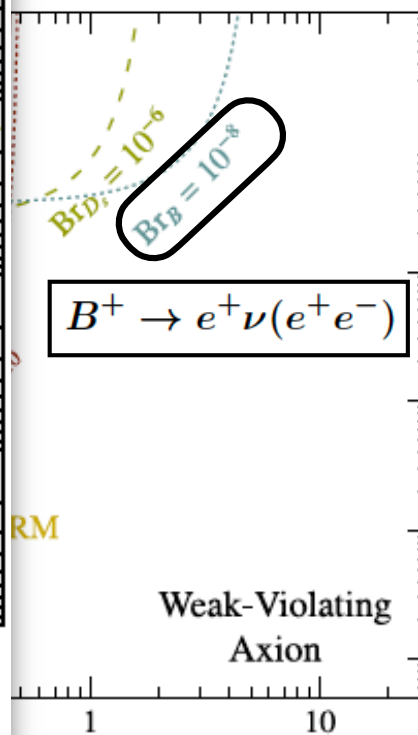 Br_{D_s} = 10^{-6}
Br_B = 10^{-8}
B^+ → e^+ν(e^+e^-)
RM
Weak-Violating
Axion
1
10